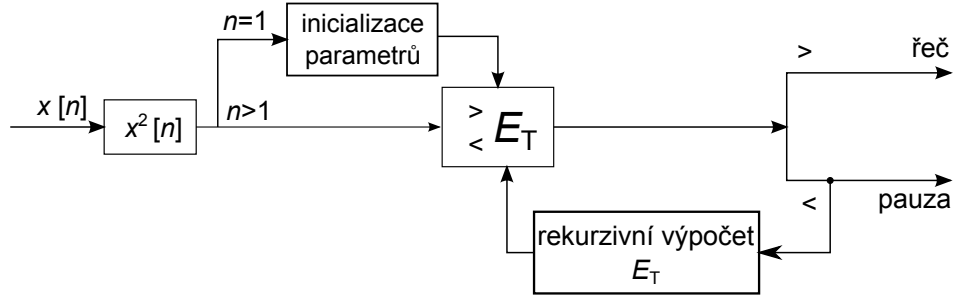 n=1
inicializace
parametrů
>
řeč
x [n]
x² [n]
n>1
>
<
E_T
<
pauza
rekurzivní výpočet
E_T